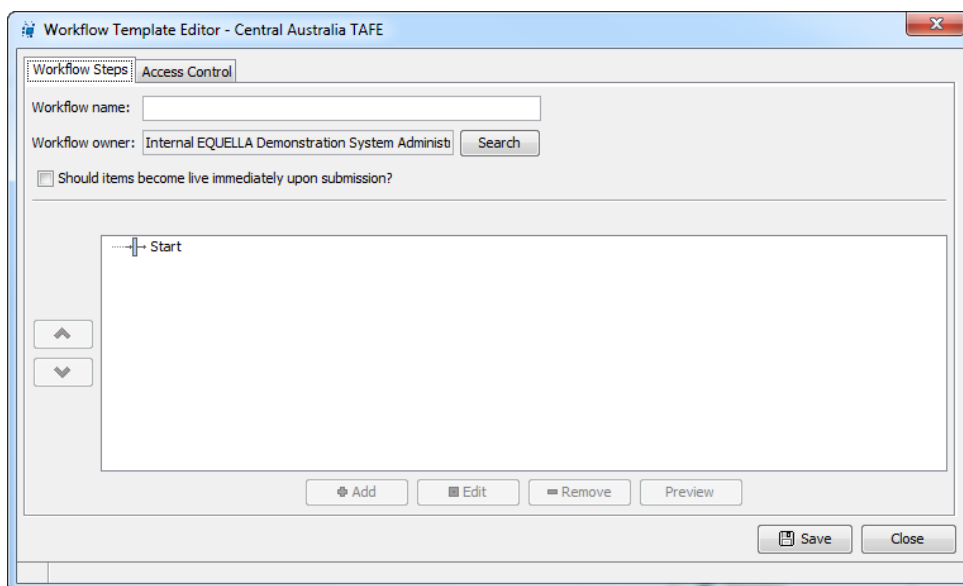 Workflow Template Editor - Central Australia TAFE
Workflow Steps Access Control
Workflow name:
Workflow owner: Internal EQUELLA Demonstration System Administ Search
Should items become live immediately upon submission?
Start
Add Edit Remove Preview
Save Close